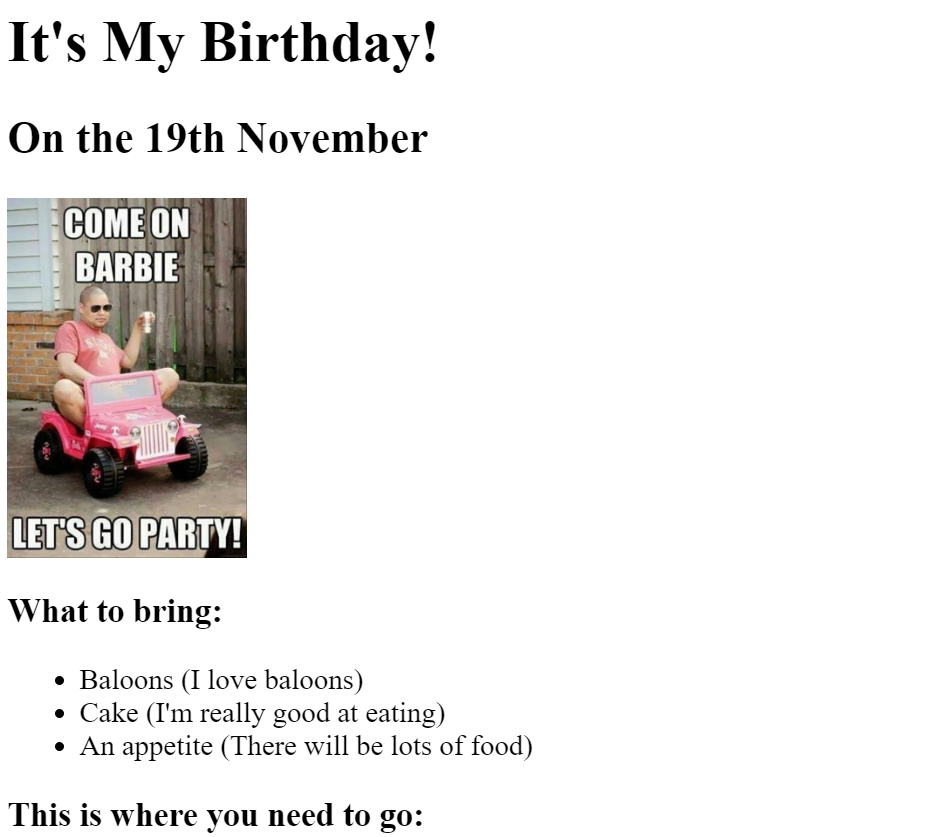 It's My Birthday!
On the 19th November
COME ON
BARBIE
LET'S GO PARTY!
What to bring:
Baloons (I love baloons)
Cake (I'm really good at eating)
An appetite (There will be lots of food)
This is where you need to go: